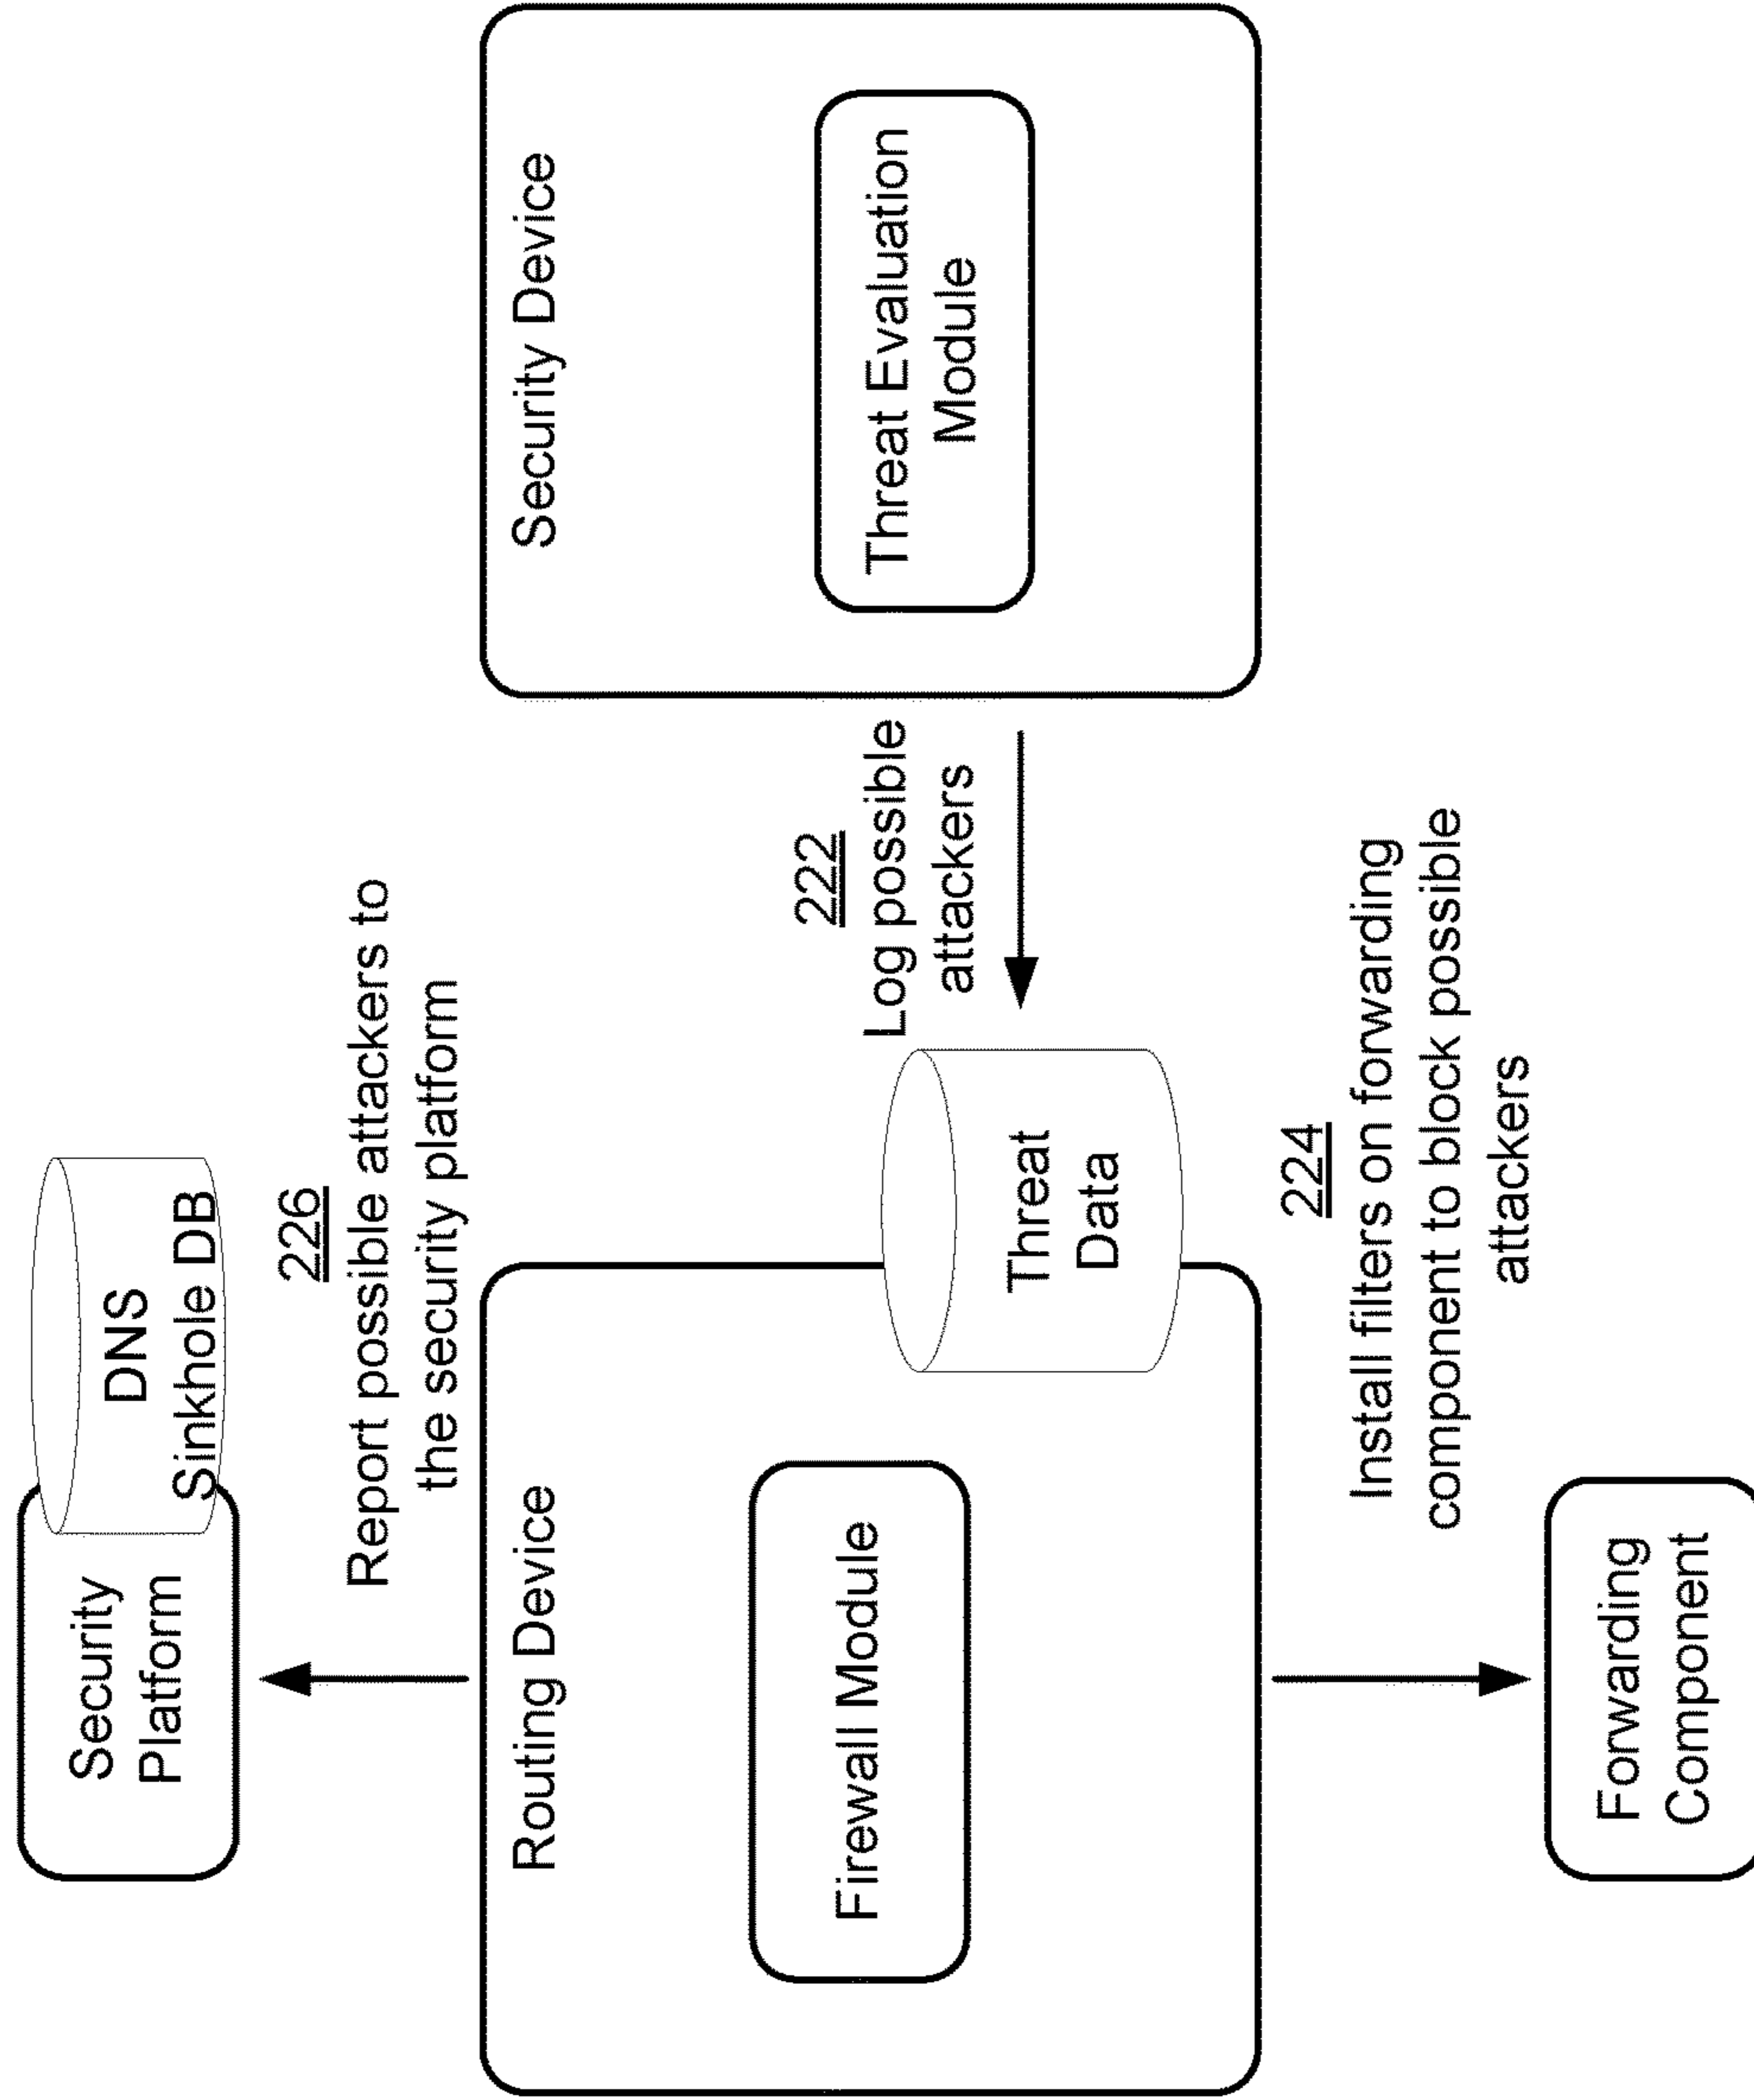 Security
Platform
DNS
Sinkhole DB
226
Report possible attackers to
the security platform
Routing Device
Firewall Module
Threat
Data
222
Log possible
attackers
Security Device
Threat Evaluation
Module
224
Install filters on forwarding
component to block possible
attackers
Forwarding
Component